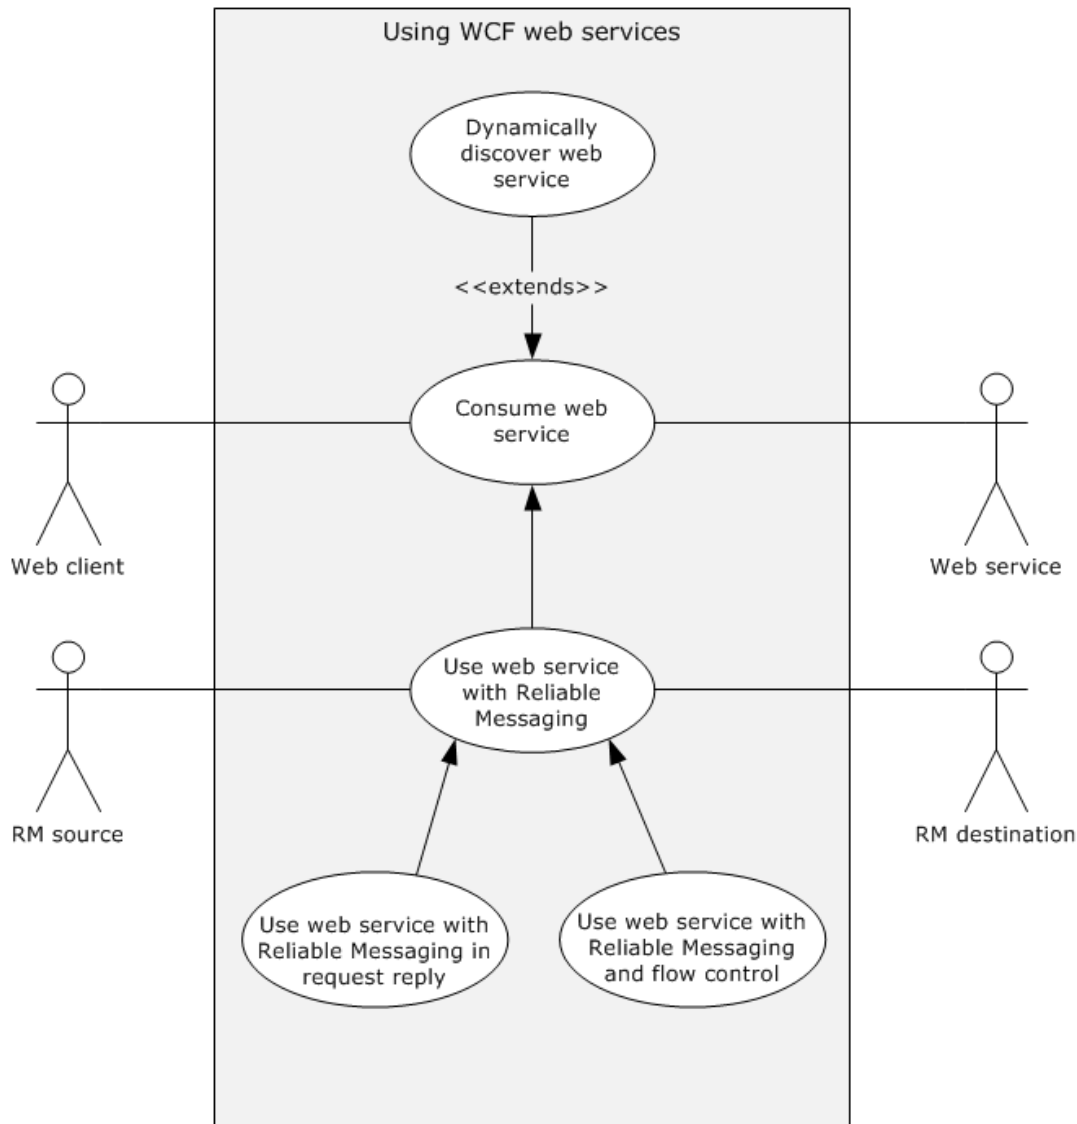 Using WCF web services
Dynamically
discover web
service
<<extends>>
Consume web
service
Web client
Web service
Use web service
with Reliable
Messaging
RM source
RM destination
Use web service with
Reliable Messaging in
request reply
Use web service with
Reliable Messaging
and flow control